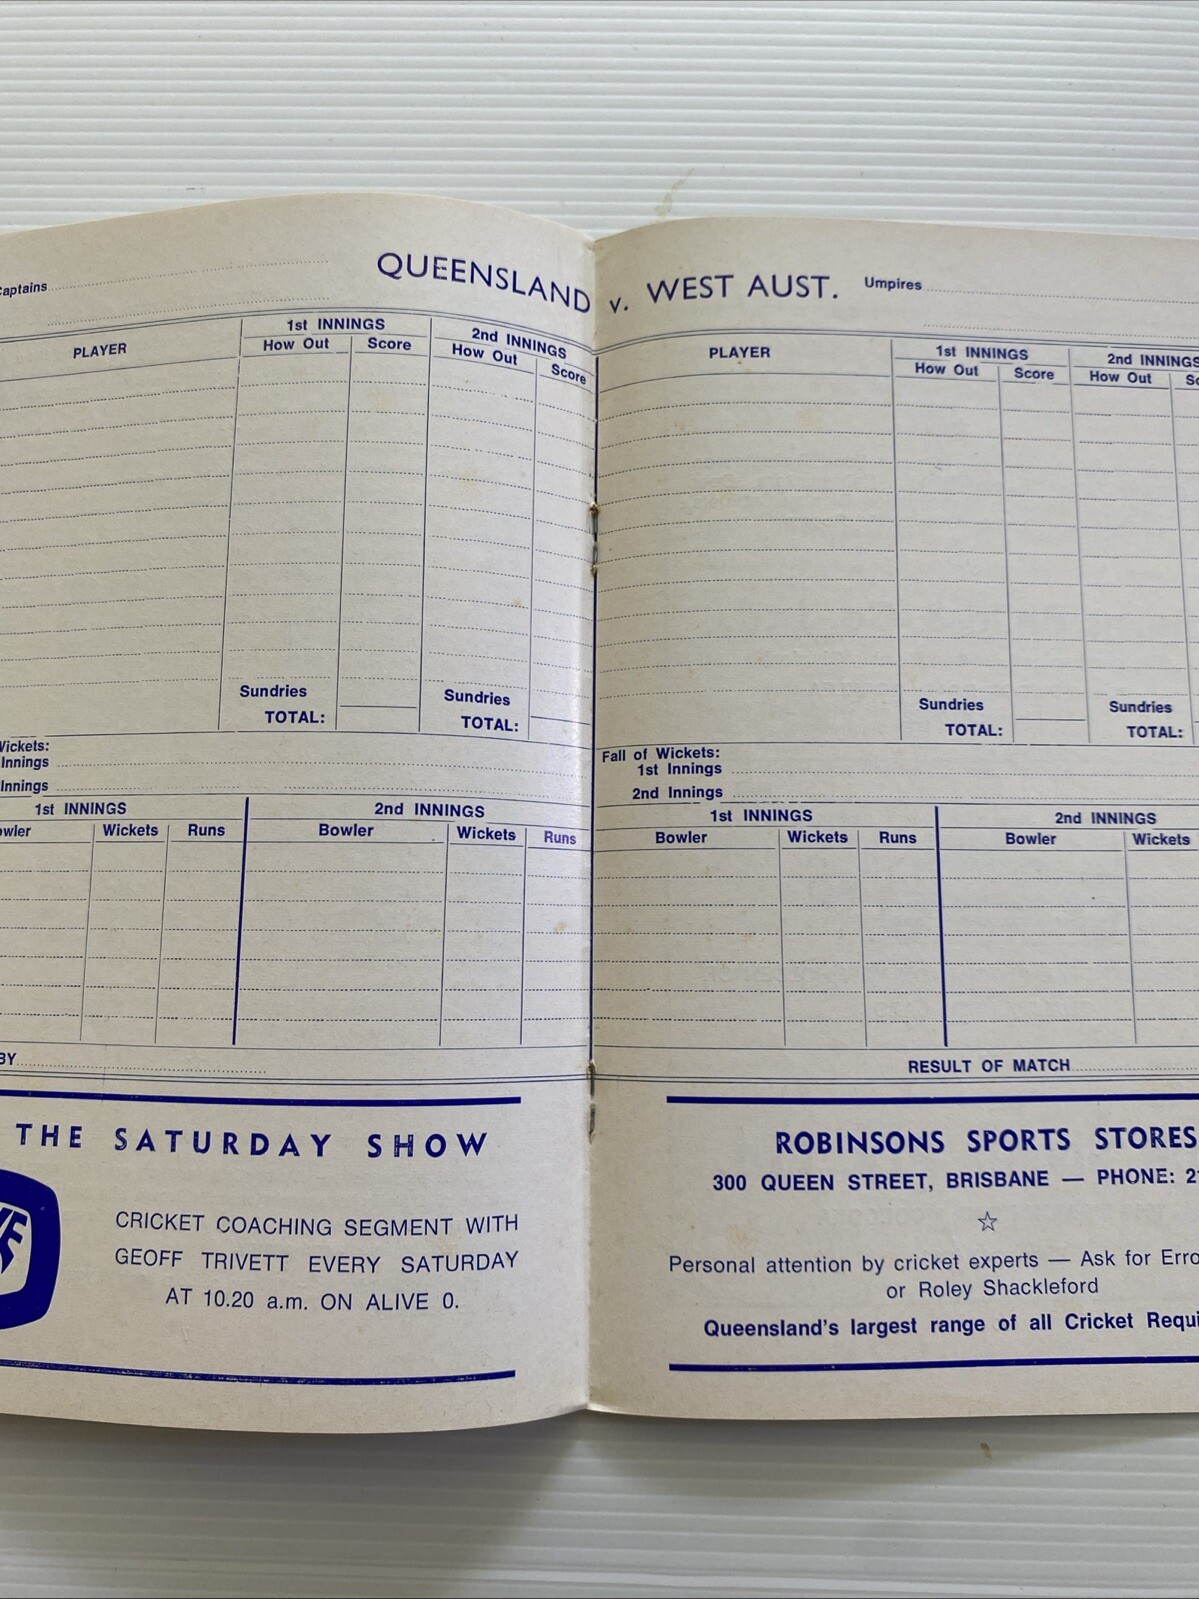 Captains
QUEENSLAND v. WEST AUST.
Umpires
PLAYER
1st INNINGS
2nd INNINGS
How Out
Score
How Out
Score
PLAYER
1st INNINGS
2nd INNINGS
How Out
Score
How Out
Sundries
TOTAL:
Sundries
TOTAL:
Sundries
TOTAL:
Sundries
TOTAL:
Wickets:
Innings
Innings
Fall of Wickets:
1st Innings
2nd Innings
1st INNINGS
2nd INNINGS
Wickets
Runs
Bowler
Wickets
Runs
1st INNINGS
2nd INNINGS
Bowler
Wickets
Runs
Bowler
Wickets
BY
RESULT OF MATCH
THE SATURDAY SHOW
CRICKET COACHING SEGMENT WITH
GEOFF TRIVETT EVERY SATURDAY
AT 10.20 a.m. ON ALIVE 0.
ROBINSONS SPORTS STORES
300 QUEEN STREET, BRISBANE — PHONE:
Personal attention by cricket experts — Ask for
or Roley Shackleford
Queensland's largest range of all Cricket